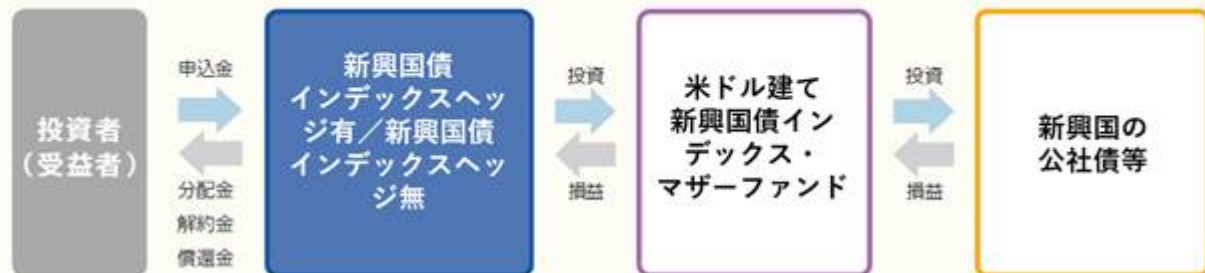 投資者
（受益者）
申込金
分配金
解約金
償還金
新興国債
インデックスヘッ
ジ有／新興国債
インデックスヘッ
ジ無
投資
損益
米ドル建て
新興国債イン
デックス・
マザーファンド
投資
損益
新興国の
公社債等